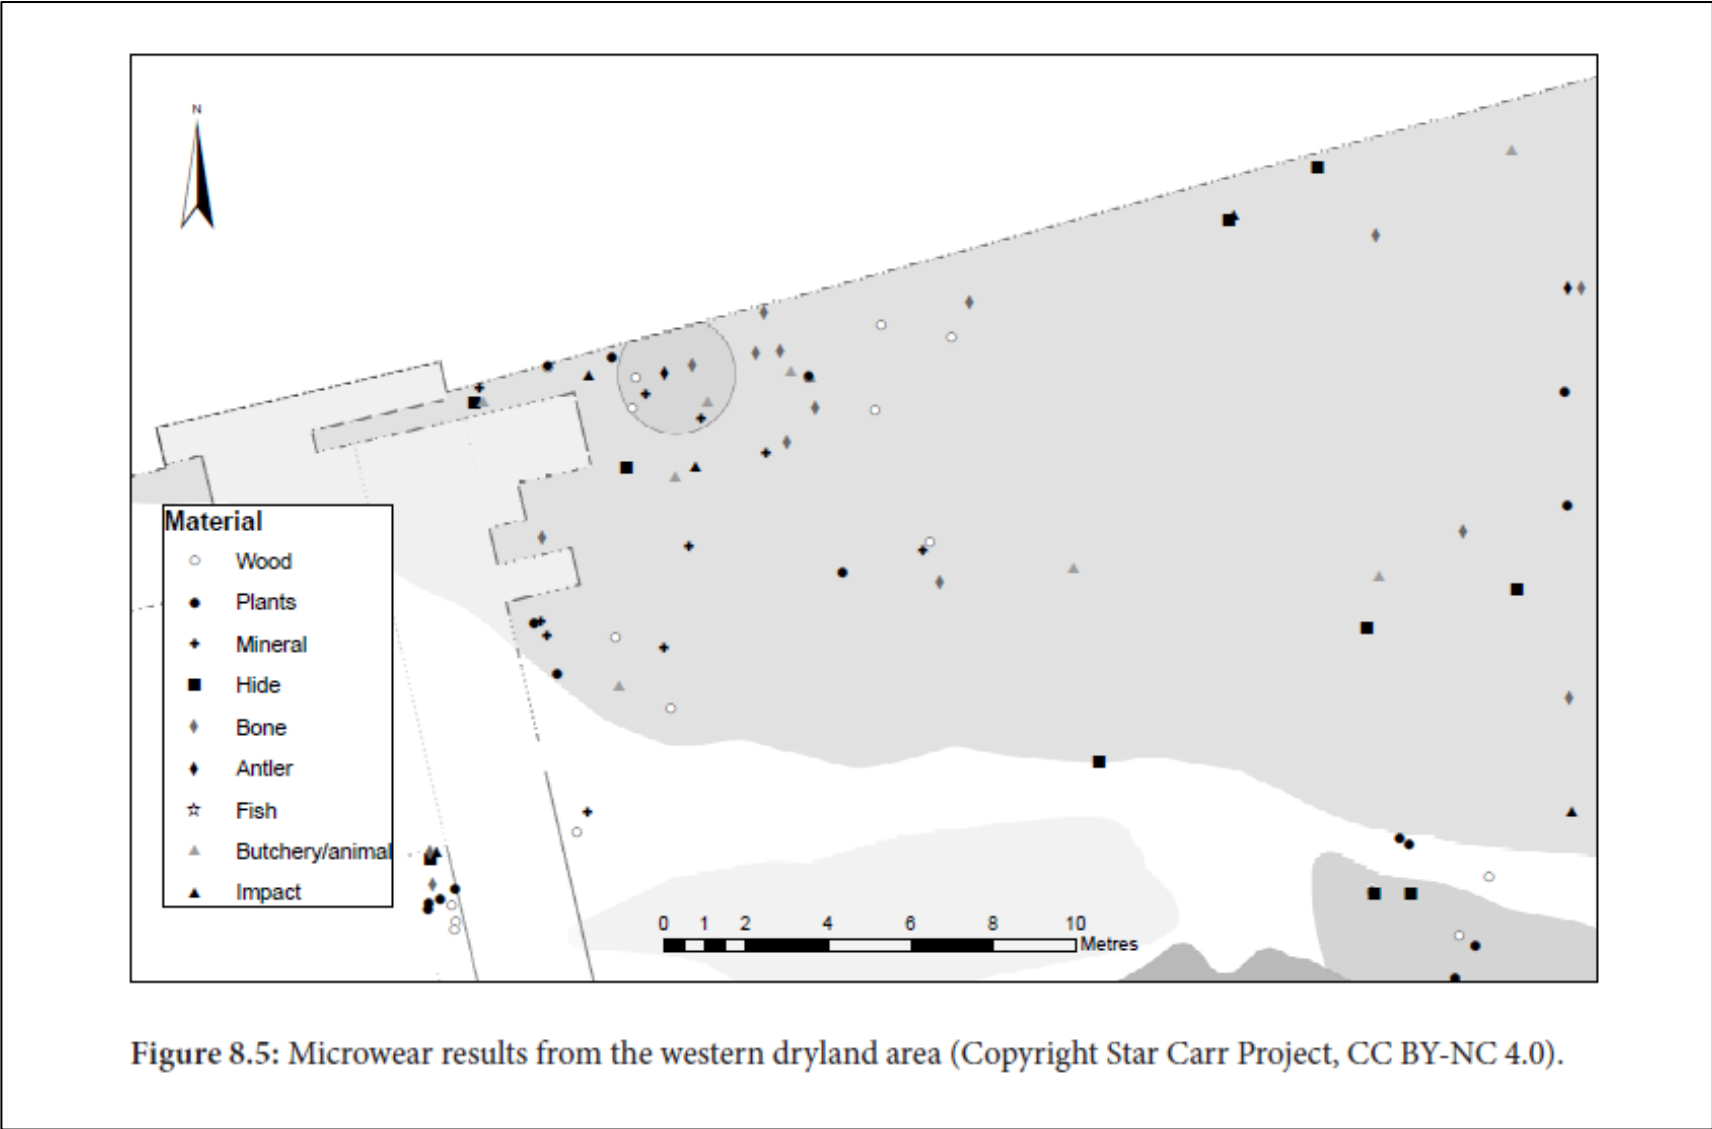 N
Material
Wood
Plants
Mineral
Hide
Bone
Antler
Fish
Butchery/animal
Impact
0 1 2 4 6 8 10
Metres
Figure 8.5: Microwear results from the western dryland area (Copyright Star Carr Project, CC BY-NC 4.0).